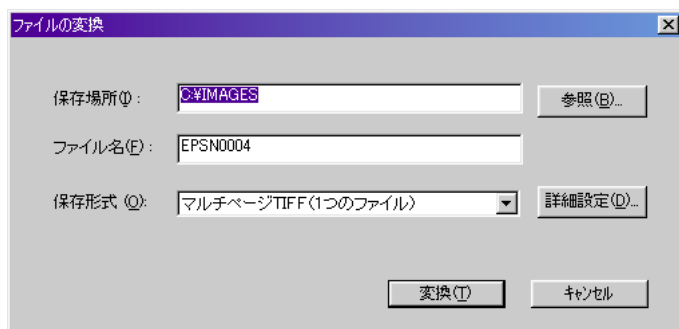 ファイルの変換
保存場所(I): C:¥IMAGES 参照(B)...
ファイル名(F): EPSN0004
保存形式 (O): マルチページTIFF(1つのファイル) 詳細設定(D)...
変換(T) キャンセル